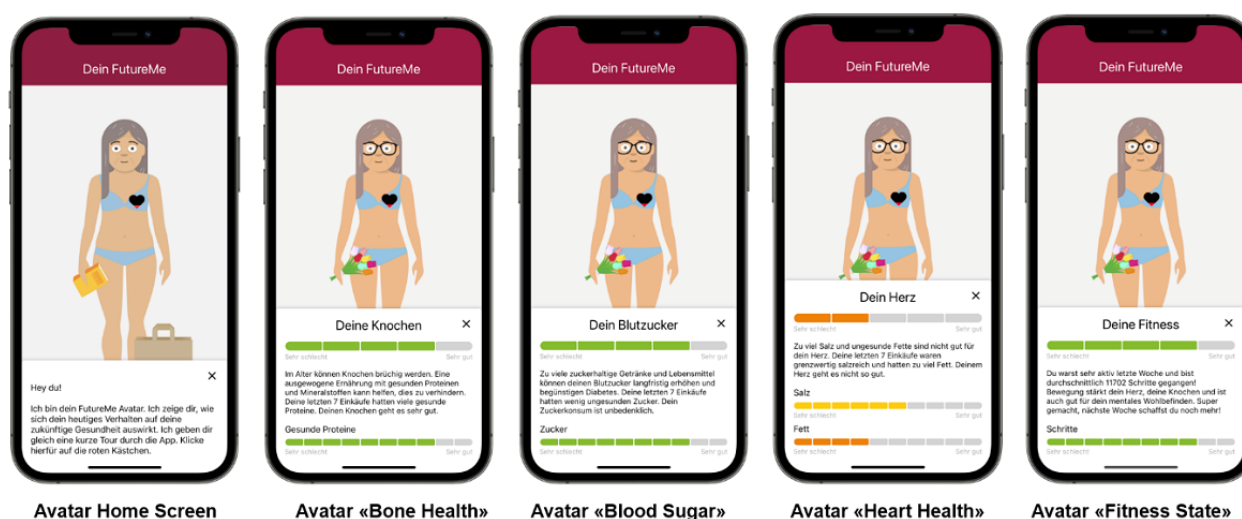 Dein FutureMe
Hey du!
Ich bin dein FutureMe Avatar. Ich zeige dir, wie
sich dein heutiges Verhalten auf deine
zukünftige Gesundheit auswirkt. Ich geben dir
gleich eine kurze Tour durch die App. Klicke
hierfür auf die roten Kästchen.
Avatar Home Screen
Dein FutureMe
Deine Knochen
Sehr schlecht Sehr gut
Im Alter können Knochen brüchig werden. Eine
ausgewogene Ernährung mit gesunden Proteinen
und Mineralstoffen kann helfen, dies zu verhindern.
Deine letzten 7 Einkäufe hatten viele gesunde
Proteine. Deinen Knochen geht es sehr gut.
Gesunde Proteine
Sehr schlecht Sehr gut
Avatar «Bone Health»
Dein FutureMe
Dein Blutzucker
Sehr schlecht Sehr gut
Zu viele zuckerhaltige Getränke und Lebensmittel
können deinen Blutzucker langfristig erhöhen und
begünstigen Diabetes. Deine letzten 7 Einkäufe
hatten wenig ungesunden Zucker. Dein
Zuckerkonsum ist unbedenklich.
Zucker
Sehr schlecht Sehr gut
Avatar «Blood Sugar»
Dein FutureMe
Dein Herz
Sehr schlecht Sehr gut
Zu viel Salz und ungesunde Fette sind nicht gut für
dein Herz. Deine letzten 7 Einkäufe waren
grenzwertig salzreich und hatten zu viel Fett. Deinem
Herz geht es nicht so gut.
Salz
Sehr schlecht Sehr gut
Fett
Sehr schlecht Sehr gut
Avatar «Heart Health»
Dein FutureMe
Deine Fitness
Sehr schlecht Sehr gut
Du warst sehr aktiv letzte Woche und bist
durchschnittlich 11702 Schritte gegangen!
Bewegung stärkt dein Herz, deine Knochen und ist
auch gut für dein mentales Wohlbefinden. Super
gemacht, nächste Woche schaffst du noch mehr!
Schritte
Sehr schlecht Sehr gut
Avatar «Fitness State»